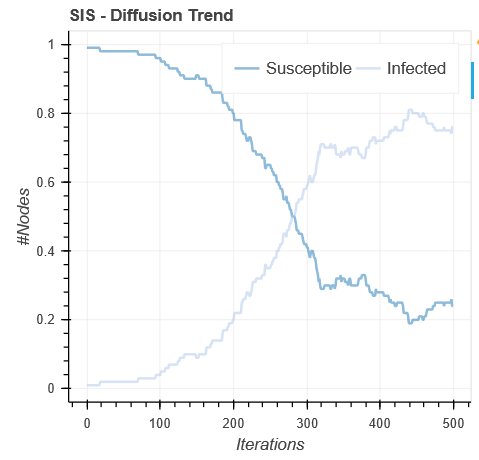 SIS - Diffusion Trend
Susceptible Infected
1
0.8
0.6
0.4
0.2
0
#Nodes
0 100 200 300 400 500
Iterations